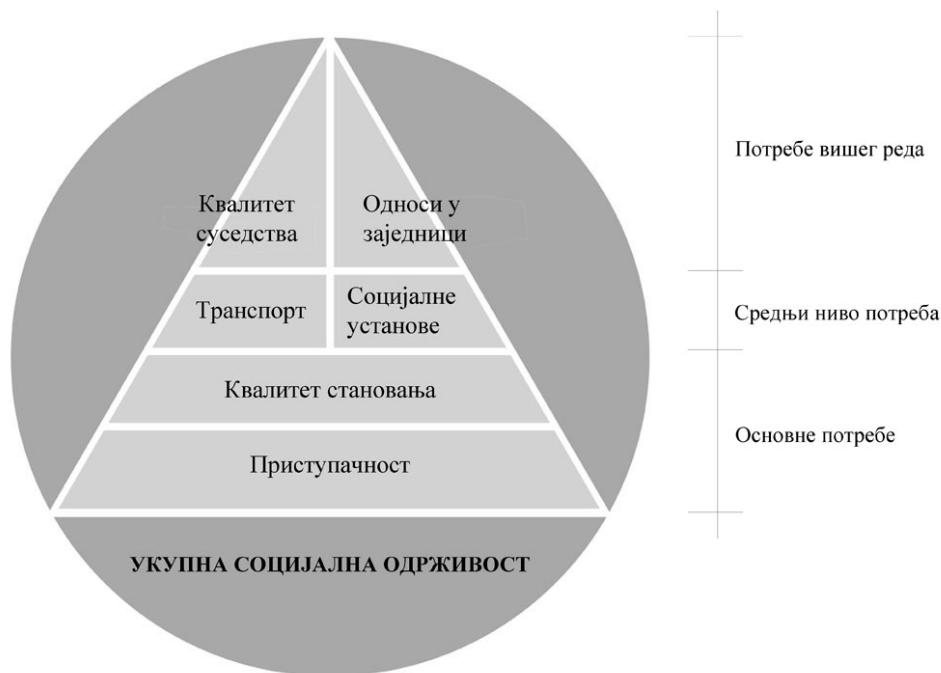 Потребе вишег реда
Квалитет
суседства
Односи у
заједници
Транспорт
Социјалне
установе
Средњи ниво потреба
Квалитет становања
Основне потребе
Приступачност
УКУПНА СОЦИЈАЛНА ОДРЖИВОСТ